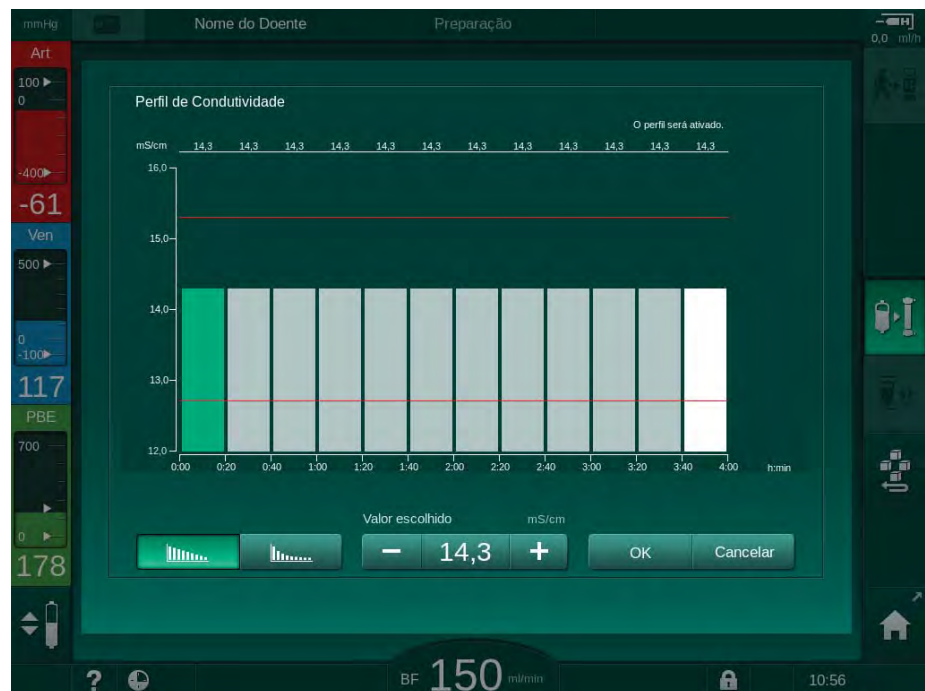 mmHg Nome do Doente Preparação
0,0 ml/h
Art
100
0
-400
-61
Ven
500
0
-100
117
PBE
700
0
178
Perfil de Condutividade
O perfil será ativado.
mS/cm 14,3 14,3 14,3 14,3 14,3 14,3 14,3 14,3 14,3 14,3 14,3 14,3
16,0
15,0
14,0
13,0
12,0
0:00 0:20 0:40 1:00 1:20 1:40 2:00 2:20 2:40 3:00 3:20 3:40 4:00 h:min
Valor escolhido mS/cm
− 14,3 + OK Cancelar
? BF 150 ml/min 10:56